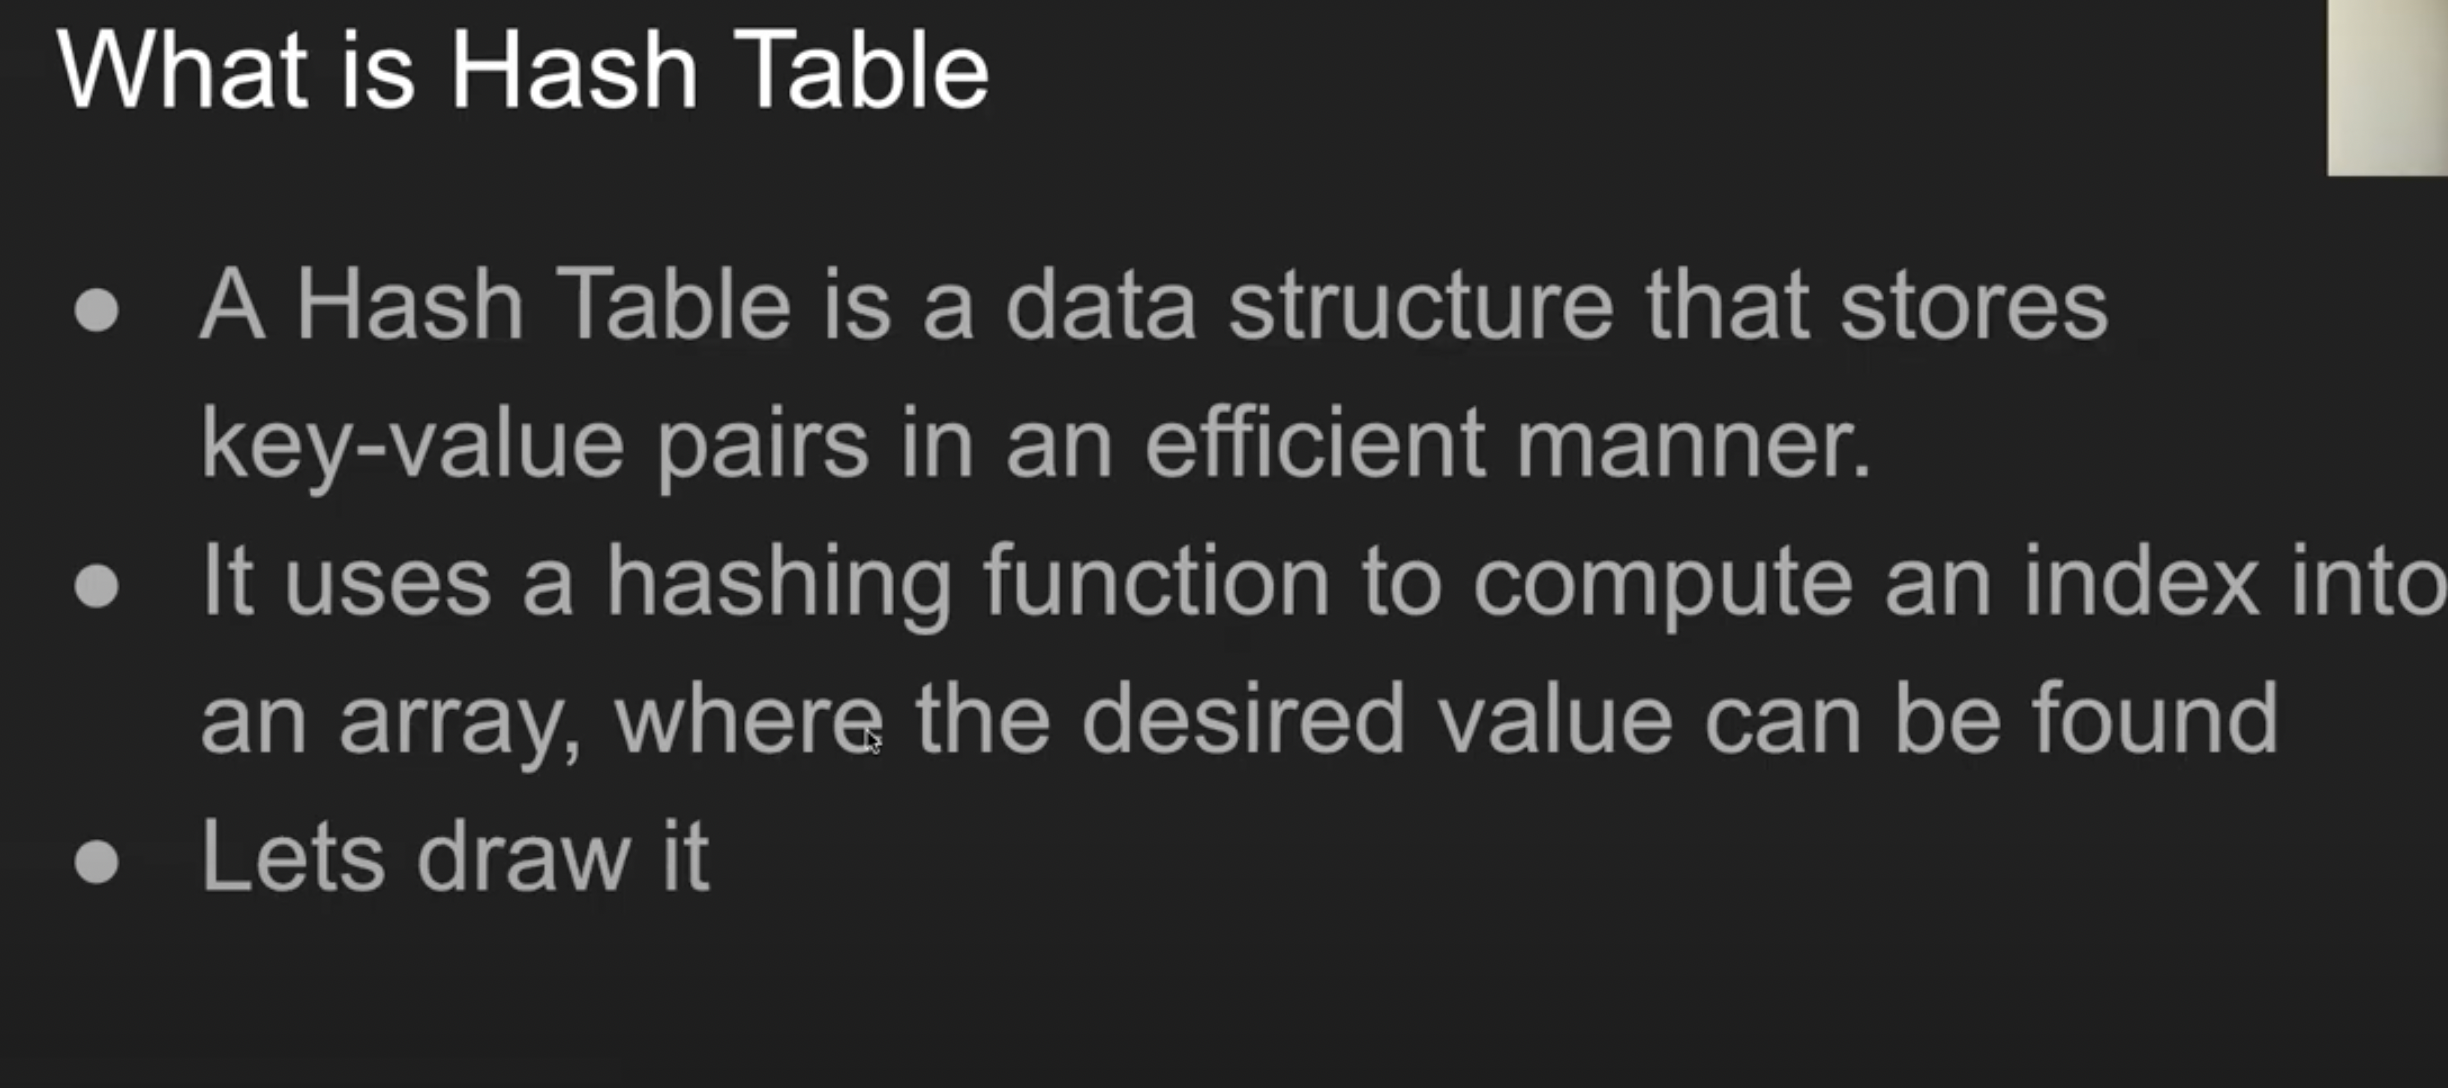 What is Hash Table
● A Hash Table is a data structure that stores
key-value pairs in an efficient manner.
● It uses a hashing function to compute an index into
an array, where the desired value can be found
● Lets draw it